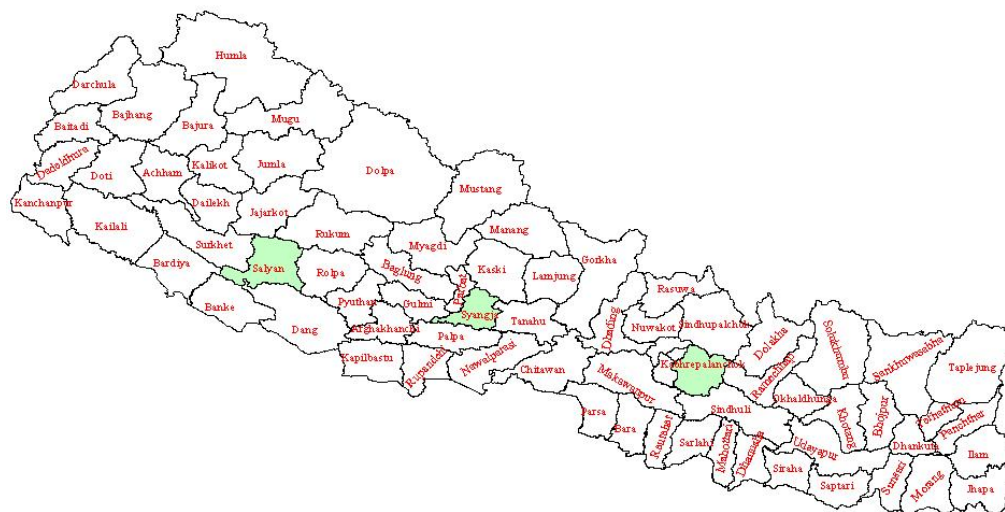 Humla
Darchula
Bajhang
Baitadi
Bajura
Mugu
Dadeldhura
Doti
Achham
Kalikot
Jumla
Dolpa
Mustang
Kanchanpur
Kailali
Dailekh
Jajarkot
Surkhet
Rukum
Myagdi
Manang
Bardiya
Salyan
Rolpa
Baglung
Parbat
Kaski
Lamjung
Gorkha
Rasuwa
Banke
Dang
Pyuthan
Gulmi
Syangja
Tanahu
Dhading
Nuwakot
Sindhupalchok
Arghakhanchi
Palpa
Kapilbastu
Rupandehi
Nawalparasi
Chitawan
Makawanpur
Kabhrepalanchok
Dolakha
Ramechhap
Solukhumbu
Sankhuwasabha
Taplejung
Okhaldhunga
Khotang
Bhojpur
Panchthar
Parsa
Bara
Rautahat
Sarlahi
Mahottari
Dhanusha
Sindhuli
Siraha
Udayapur
Saptari
Dhankuta
Sunsari
Morang
Ilam
Jhapa